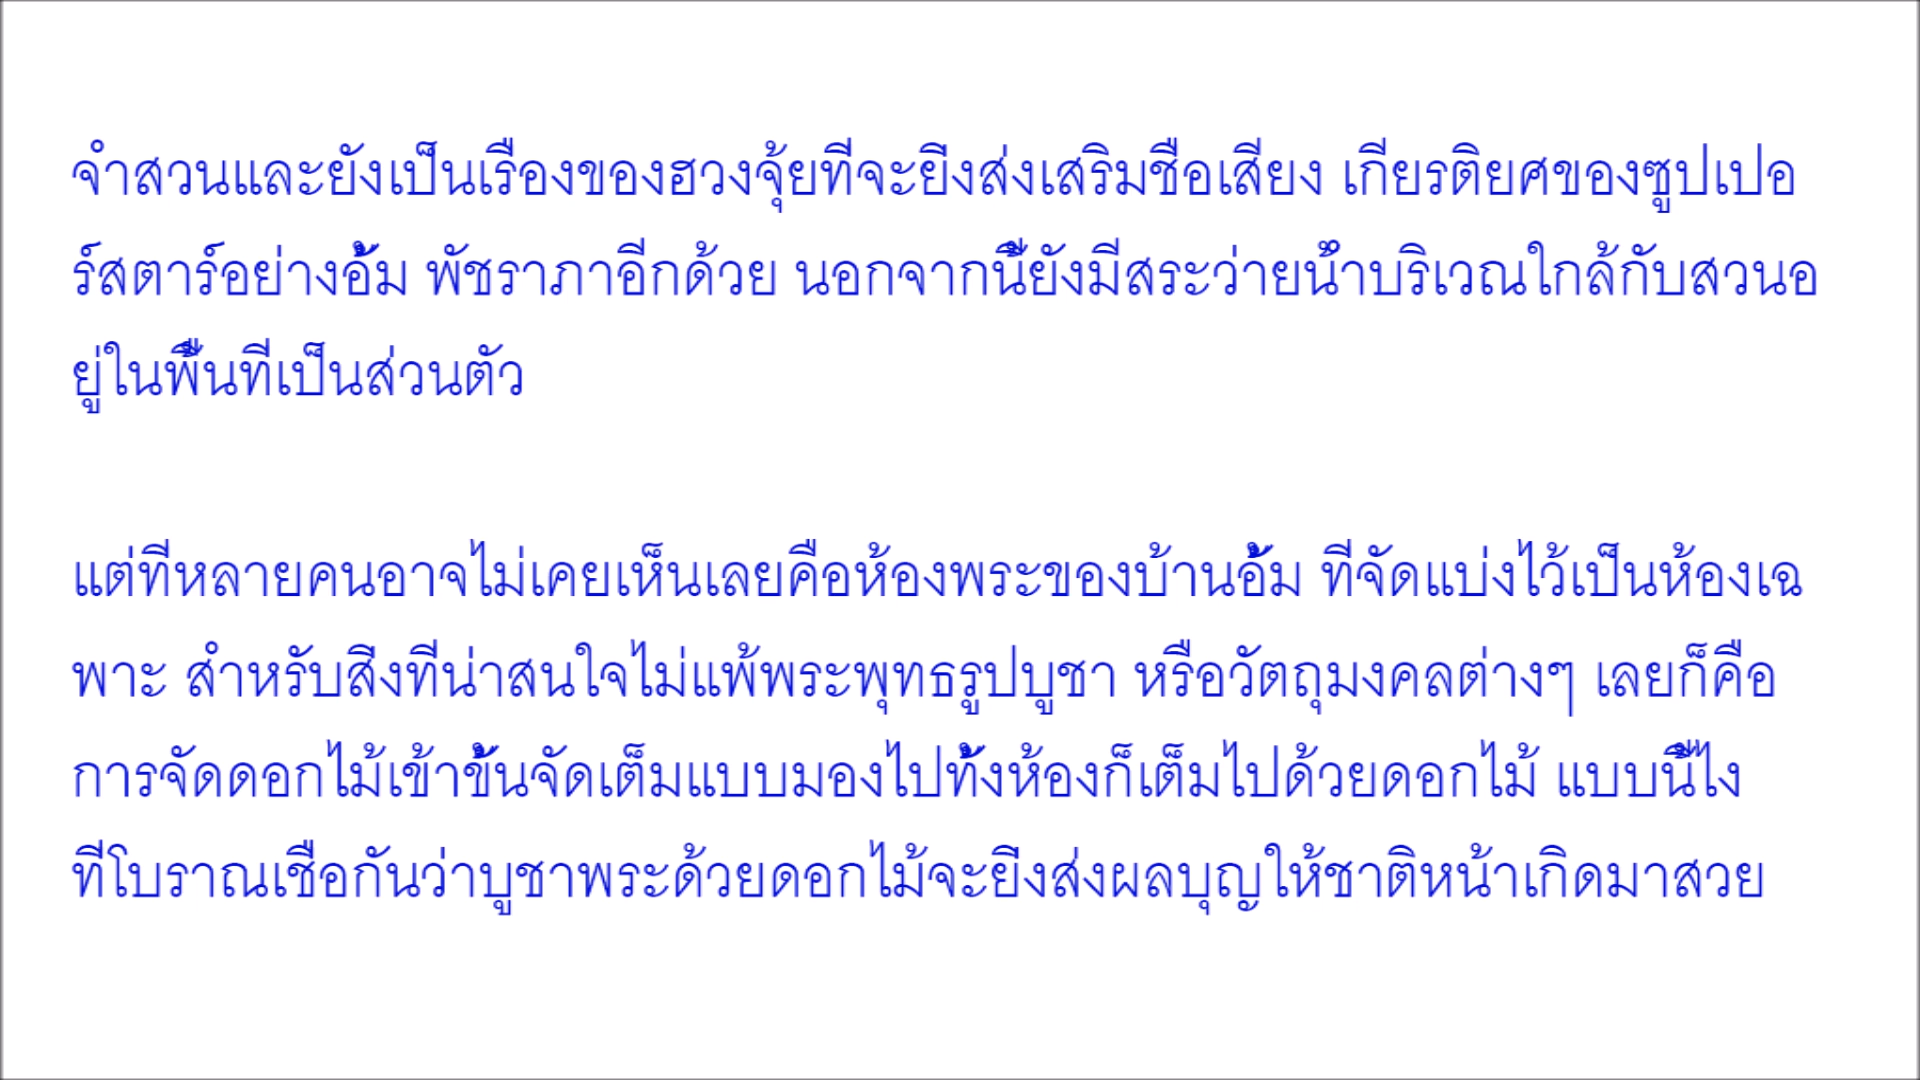 จำสวนและยังเป็นเรื่องของฮวงจุ้ยที่จะยิ่งส่งเสริมชื่อเสียง เกียรติยศของซูปเปอ
ร์สตาร์อย่างอั้ม พัชราภาอีกด้วย นอกจากนี้ยังมีสระว่ายน้ำบริเวณใกล้กับสวนอ
ยู่ในพื้นที่เป็นส่วนตัว
แต่ที่หลายคนอาจไม่เคยเห็นเลยคือห้องพระของบ้านอั้ม ที่จัดแบ่งไว้เป็นห้องเฉ
พาะ สำหรับสิ่งที่น่าสนใจไม่แพ้พระพุทธรูปบูชา หรือวัตถุมงคลต่างๆ เลยก็คือ
การจัดดอกไม้เข้าขั้นจัดเต็มแบบมองไปทั้งห้องก็เต็มไปด้วยดอกไม้ แบบนี้ไง
ที่โบราณเชื่อกันว่าบูชาพระด้วยดอกไม้จะยิ่งส่งผลบุญให้ชาติหน้าเกิดมาสวย